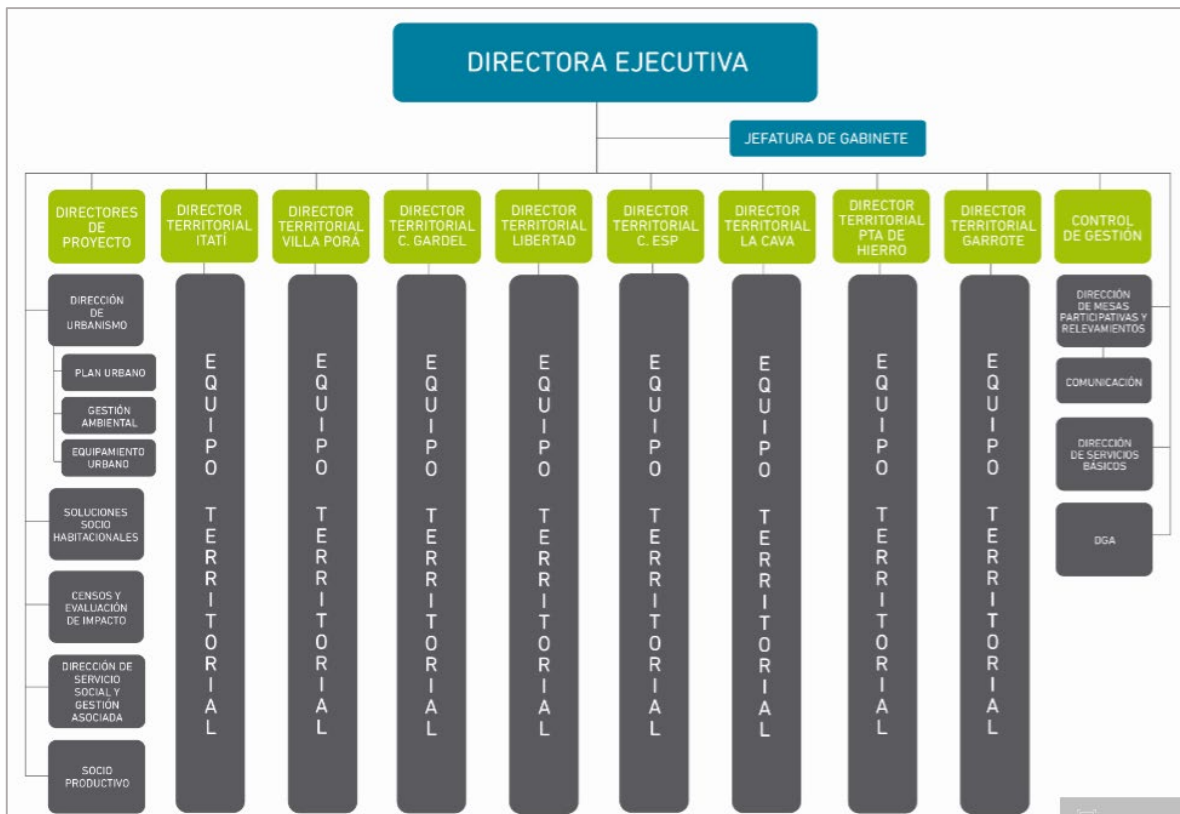 DIRECTORA EJECUTIVA
JEFATURA DE GABINETE
DIRECTORES
DE
PROYECTO
DIRECTOR
TERRITORIAL
ITATÍ
DIRECTOR
TERRITORIAL
VILLA PORÁ
DIRECTOR
TERRITORIAL
C. GARDEL
DIRECTOR
TERRITORIAL
LIBERTAD
DIRECTOR
TERRITORIAL
C. ESP
DIRECTOR
TERRITORIAL
LA CAVA
DIRECTOR
TERRITORIAL
PTA DE
HIERRO
DIRECTOR
TERRITORIAL
GARROTE
CONTROL
DE GESTIÓN
DIRECCIÓN
DE
URBANISMO
PLAN URBANO
GESTIÓN
AMBIENTAL
EQUIPAMIENTO
URBANO
SOLUCIONES
SOCIO
HABITACIONALES
CENSOS Y
EVALUACIÓN
DE IMPACTO
DIRECCIÓN DE
SERVICIO
SOCIAL Y
GESTIÓN
ASOCIADA
SOCIO
PRODUCTIVO
EQUIPO TERRITORIAL
EQUIPO TERRITORIAL
EQUIPO TERRITORIAL
EQUIPO TERRITORIAL
EQUIPO TERRITORIAL
EQUIPO TERRITORIAL
EQUIPO TERRITORIAL
EQUIPO TERRITORIAL
DIRECCIÓN
DE MESAS
PARTICIPATIVAS Y
RELEVAMIENTOS
COMUNICACIÓN
DIRECCIÓN
DE SERVICIOS
BÁSICOS
DGA